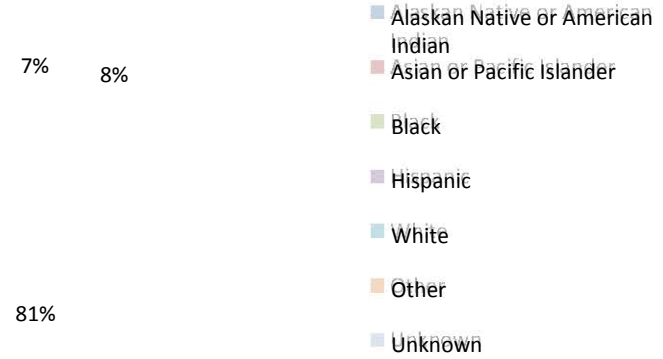 7%
8%
81%
Alaskan Native or American
Indian
Asian or Pacific Islander
Black
Hispanic
White
Other
Unknown